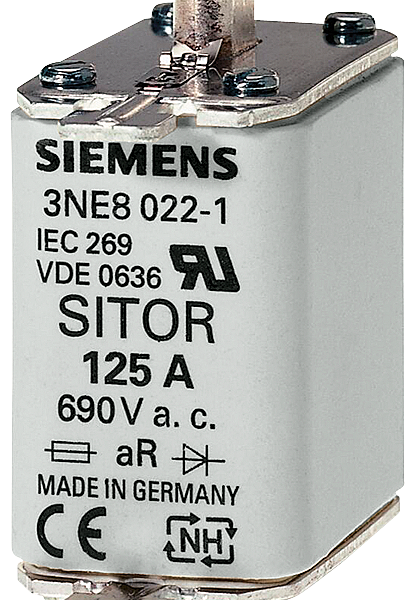 SIEMENS
3NE8 022-1
IEC 269
VDE 0636
SITOR
125 A
690V a. c.
aR
MADE IN GERMANY
CE NH